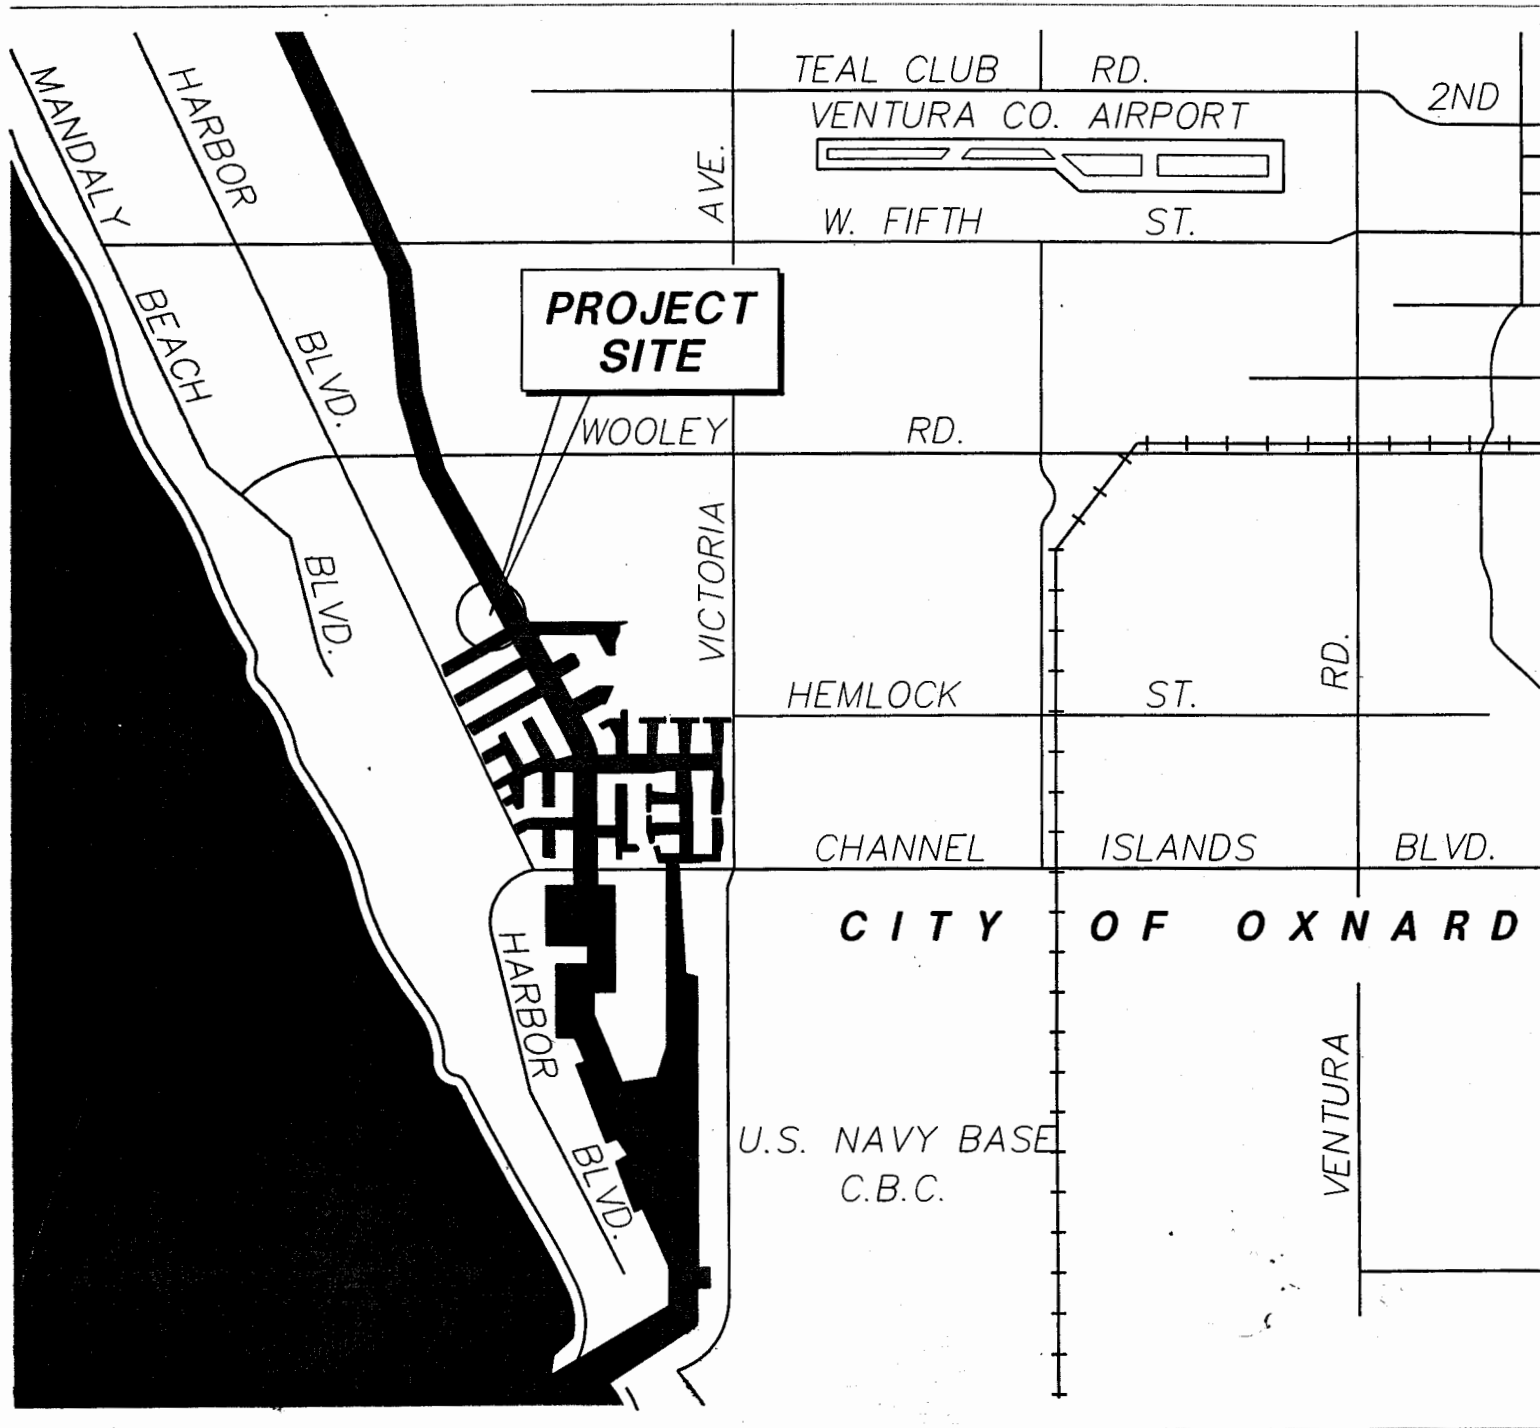 TEAL CLUB RD.
2ND
VENTURA CO. AIRPORT
MANDALY
HARBOR
AVE.
W. FIFTH ST.
PROJECT
SITE
BEACH
BLVD.
WOOLEY RD.
VICTORIA
BLVD.
HEMLOCK ST.
RD.
CHANNEL ISLANDS BLVD.
CITY OF OXNARD
HARBOR
VENTURA
U.S. NAVY BASE
C.B.C.
BLVD.